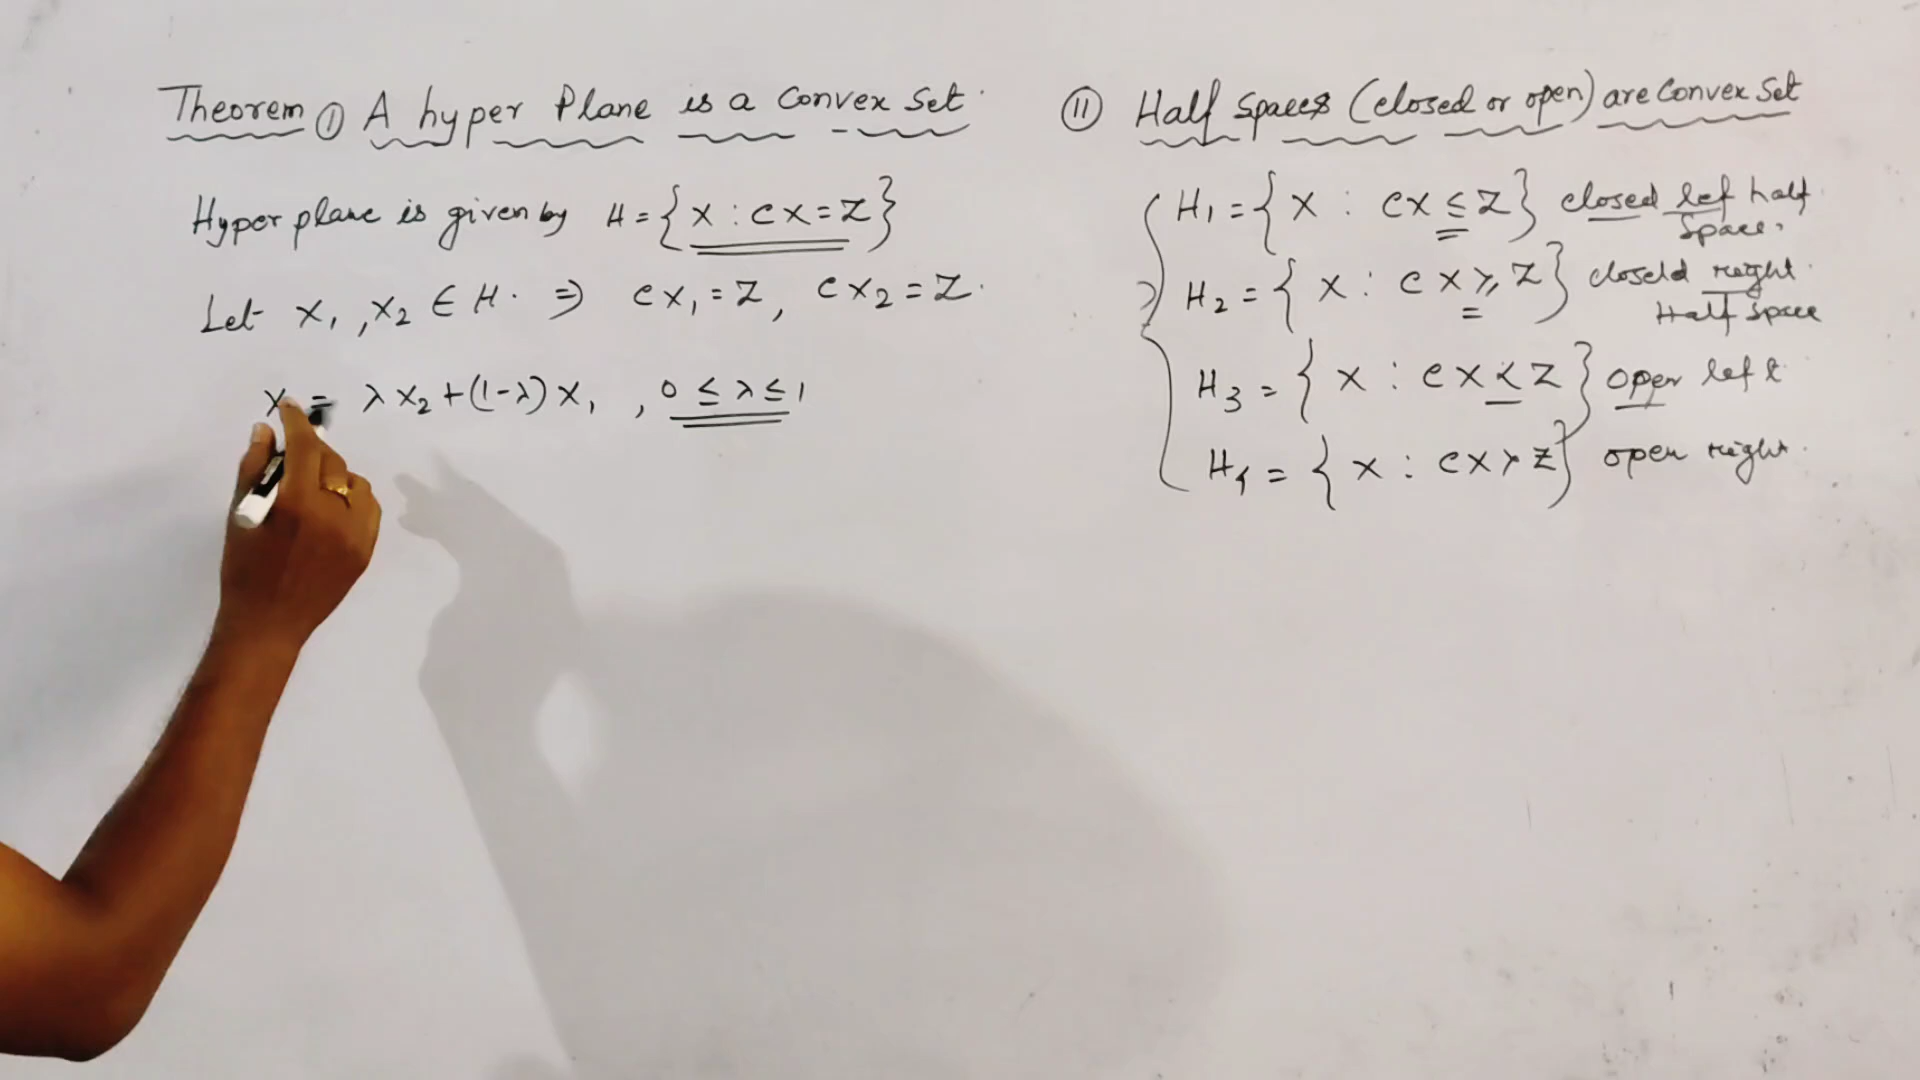 Theorem ① A hyper Plane is a Convex Set.
Hyper plane is given by H = { X : cX = Z }
Let X₁, X₂ ∈ H. ⇒ cX₁ = Z, cX₂ = Z.
X = λX₂ + (1-λ) X₁ , 0 ≤ λ ≤ 1
⑪ Half Spaces (closed or open) are Convex Set
H₁ = { X : cX ≤ Z } closed lef half
Space.
H₂ = { X : cX ≥ Z } closeld right
Half Space
H₃ = { X : cX < Z } open left
H₄ = { X : cX > Z } open right.